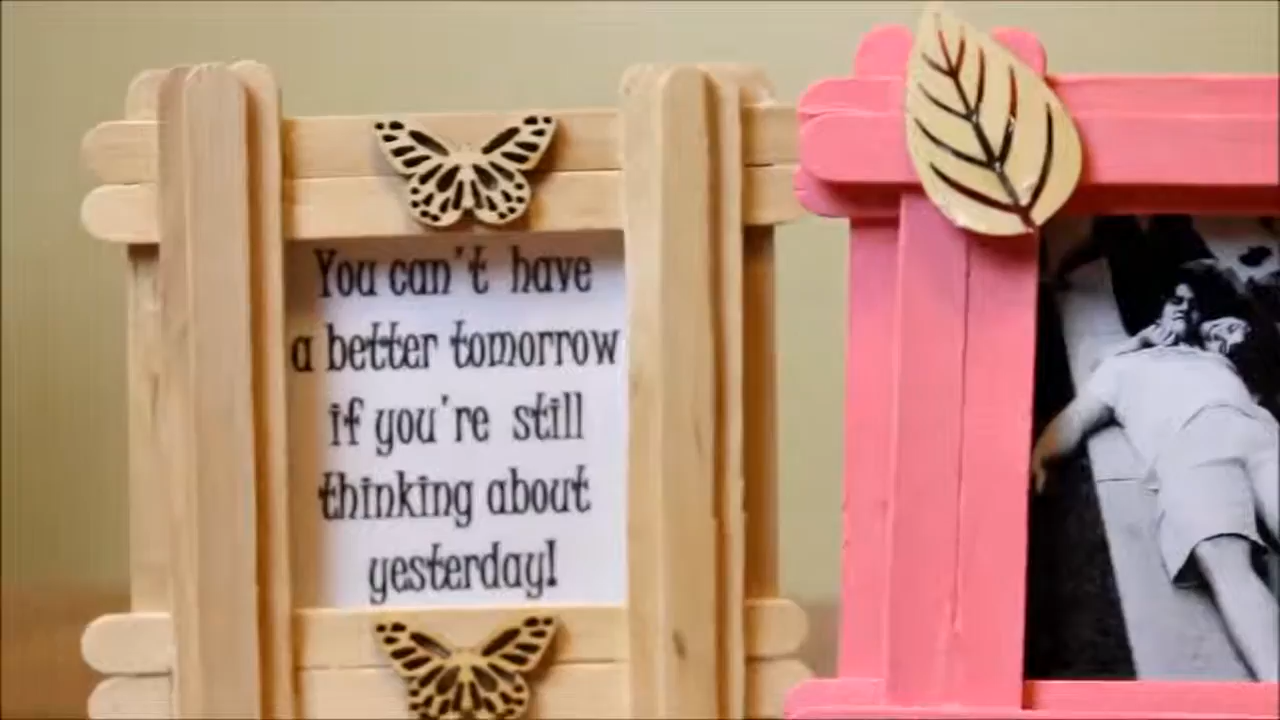 You can't have
a better tomorrow
if you're still
thinking about
yesterday!